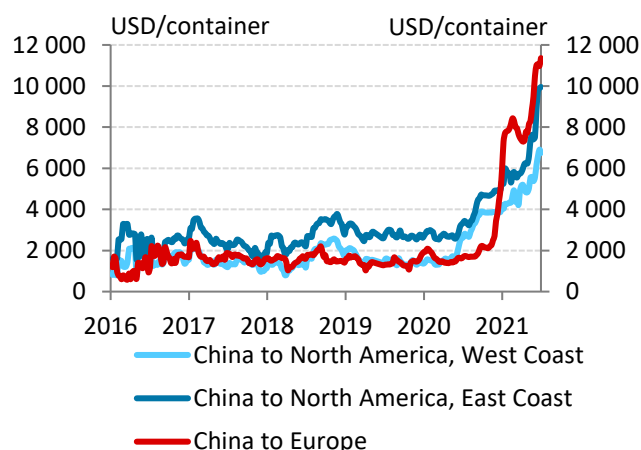 USD/container USD/container
12 000 12 000
10 000 10 000
8 000 8 000
6 000 6 000
4 000 4 000
2 000 2 000
0 0
2016 2017 2018 2019 2020 2021
China to North America, West Coast
China to North America, East Coast
China to Europe